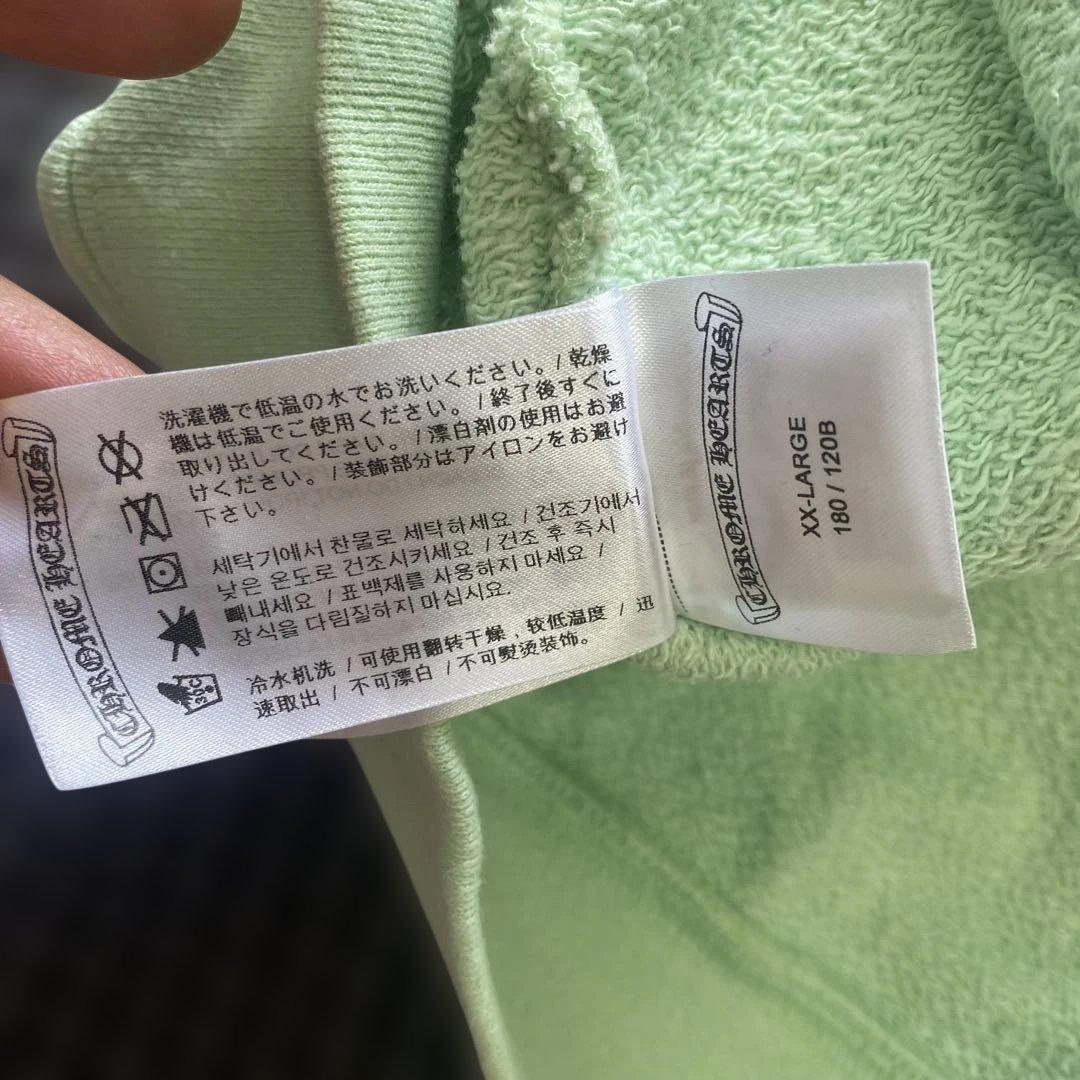 CHROME HEARTS
洗濯機で低温の水でお洗いください。/ 乾燥
機は低温でご使用ください。/終了後すぐに
取り出してください。/漂白剤の使用はお避
けください。/装飾部分はアイロンをお避け
下さい。
세탁기에서 찬물로 세탁하세요 / 건조기에서
낮은 온도로 건조시키세요 / 건조 후 즉시
빼내세요 / 표백제를 사용하지 마세요 /
장식을 다림질하지 마십시오.
冷水机洗 / 可使用翻转干燥，较低温度 / 迅
速取出 / 不可漂白 / 不可熨烫装饰。
30C
CHROME HEARTS
XX-LARGE
180 / 120B